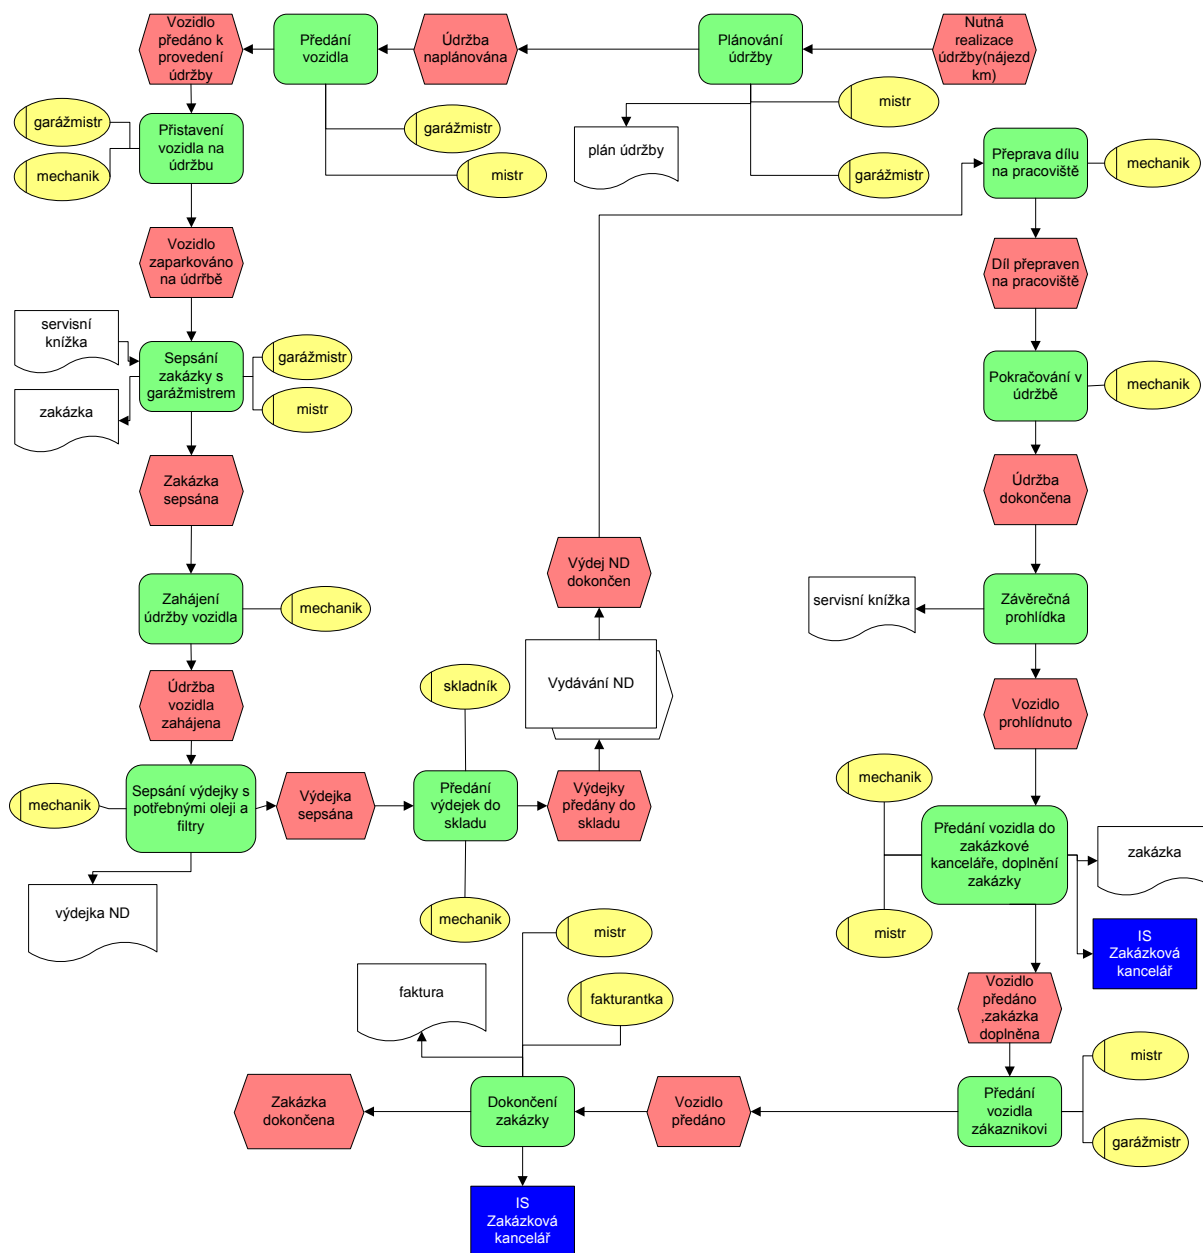 Vozidlo
předáno k
provedení
údržby
Předání
vozidla
Údržba
naplánována
Plánování
údržby
Nutná
realizace
údržby(nájezd
km)
garážmistr
mechanik
Přistavení
vozidla na
údržbu
garážmistr
mistr
plán údržby
mistr
garážmistr
Přeprava dílu
na pracoviště
mechanik
Vozidlo
zaparkováno
na údrřbě
Díl přepraven
na pracoviště
servisní
knížka
zakázka
Sepsání
zakázky s
garážmistrem
garážmistr
mistr
Pokračování v
údržbě
mechanik
Zakázka
sepsána
Údržba
dokončena
Výdej ND
dokončen
Zahájení
údržby vozidla
mechanik
servisní knížka
Závěrečná
prohlídka
Údržba
vozidla
zahájena
skladník
Vydávání ND
Vozidlo
prohlídnuto
mechanik
Sepsání výdejky s
potřebnými oleji a
filtry
Výdejka
sepsána
Předání
výdejek do
skladu
Výdejky
předány do
skladu
mechanik
Předání vozidla do
zakázkové
kanceláře, doplnění
zakázky
zakázka
výdejka ND
mechanik
mistr
mistr
IS
Zakázková
kancelář
faktura
fakturantka
Vozidlo
předáno
,zakázka
doplněna
mistr
Zakázka
dokončena
Dokončení
zakázky
Vozidlo
předáno
Předání
vozidla
zákaznikovi
garážmistr
IS
Zakázková
kancelář